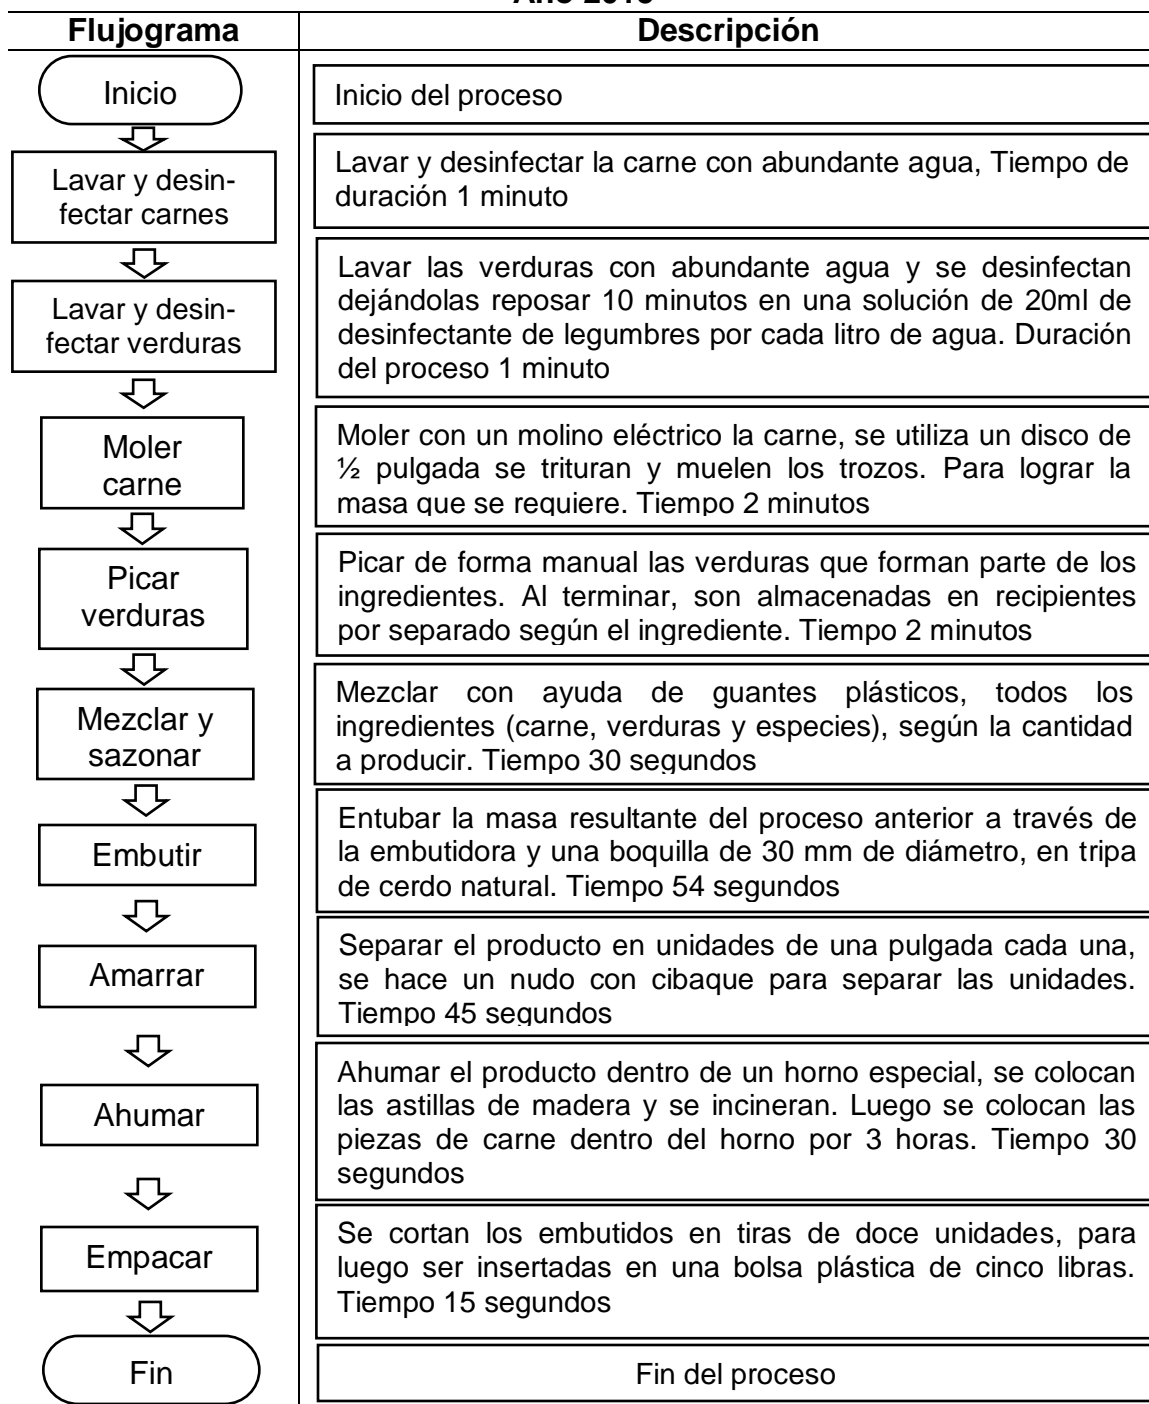 Flujograma
Descripción
Inicio
Inicio del proceso
Lavar y desin-
fectar carnes
Lavar y desinfectar la carne con abundante agua, Tiempo de
duración 1 minuto
Lavar y desin-
fectar verduras
Lavar las verduras con abundante agua y se desinfectan
dejándolas reposar 10 minutos en una solución de 20ml de
desinfectante de legumbres por cada litro de agua. Duración
del proceso 1 minuto
Moler
carne
Moler con un molino eléctrico la carne, se utiliza un disco de
½ pulgada se trituran y muelen los trozos. Para lograr la
masa que se requiere. Tiempo 2 minutos
Picar
verduras
Picar de forma manual las verduras que forman parte de los
ingredientes. Al terminar, son almacenadas en recipientes
por separado según el ingrediente. Tiempo 2 minutos
Mezclar y
sazonar
Mezclar con ayuda de guantes plásticos, todos los
ingredientes (carne, verduras y especies), según la cantidad
a producir. Tiempo 30 segundos
Embutir
Entubar la masa resultante del proceso anterior a través de
la embutidora y una boquilla de 30 mm de diámetro, en tripa
de cerdo natural. Tiempo 54 segundos
Amarrar
Separar el producto en unidades de una pulgada cada una,
se hace un nudo con cibaque para separar las unidades.
Tiempo 45 segundos
Ahumar
Ahumar el producto dentro de un horno especial, se colocan
las astillas de madera y se incineran. Luego se colocan las
piezas de carne dentro del horno por 3 horas. Tiempo 30
segundos
Empacar
Se cortan los embutidos en tiras de doce unidades, para
luego ser insertadas en una bolsa plástica de cinco libras.
Tiempo 15 segundos
Fin
Fin del proceso